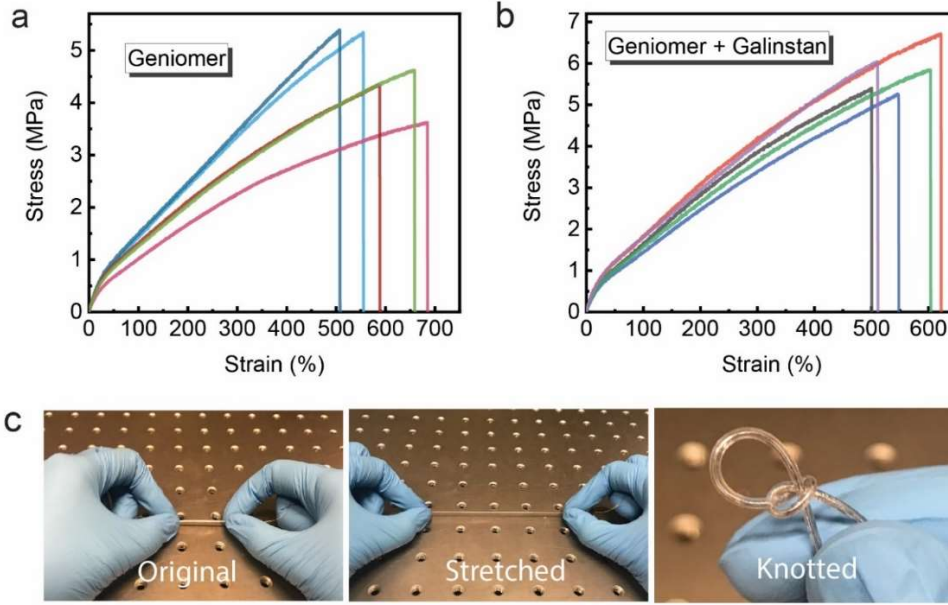 a
Geniomer
Stress (MPa)
5
4
3
2
1
0
0 100 200 300 400 500 600 700
Strain (%)
b
Geniomer + Galinstan
Stress (MPa)
7
6
5
4
3
2
1
0
0 100 200 300 400 500 600
Strain (%)
c
Original
Stretched
Knotted